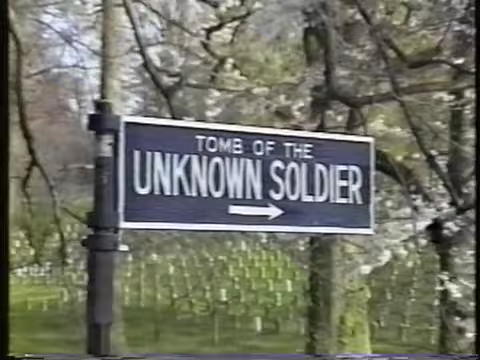 TOMB OF THE
UNKNOWN SOLDIER
→